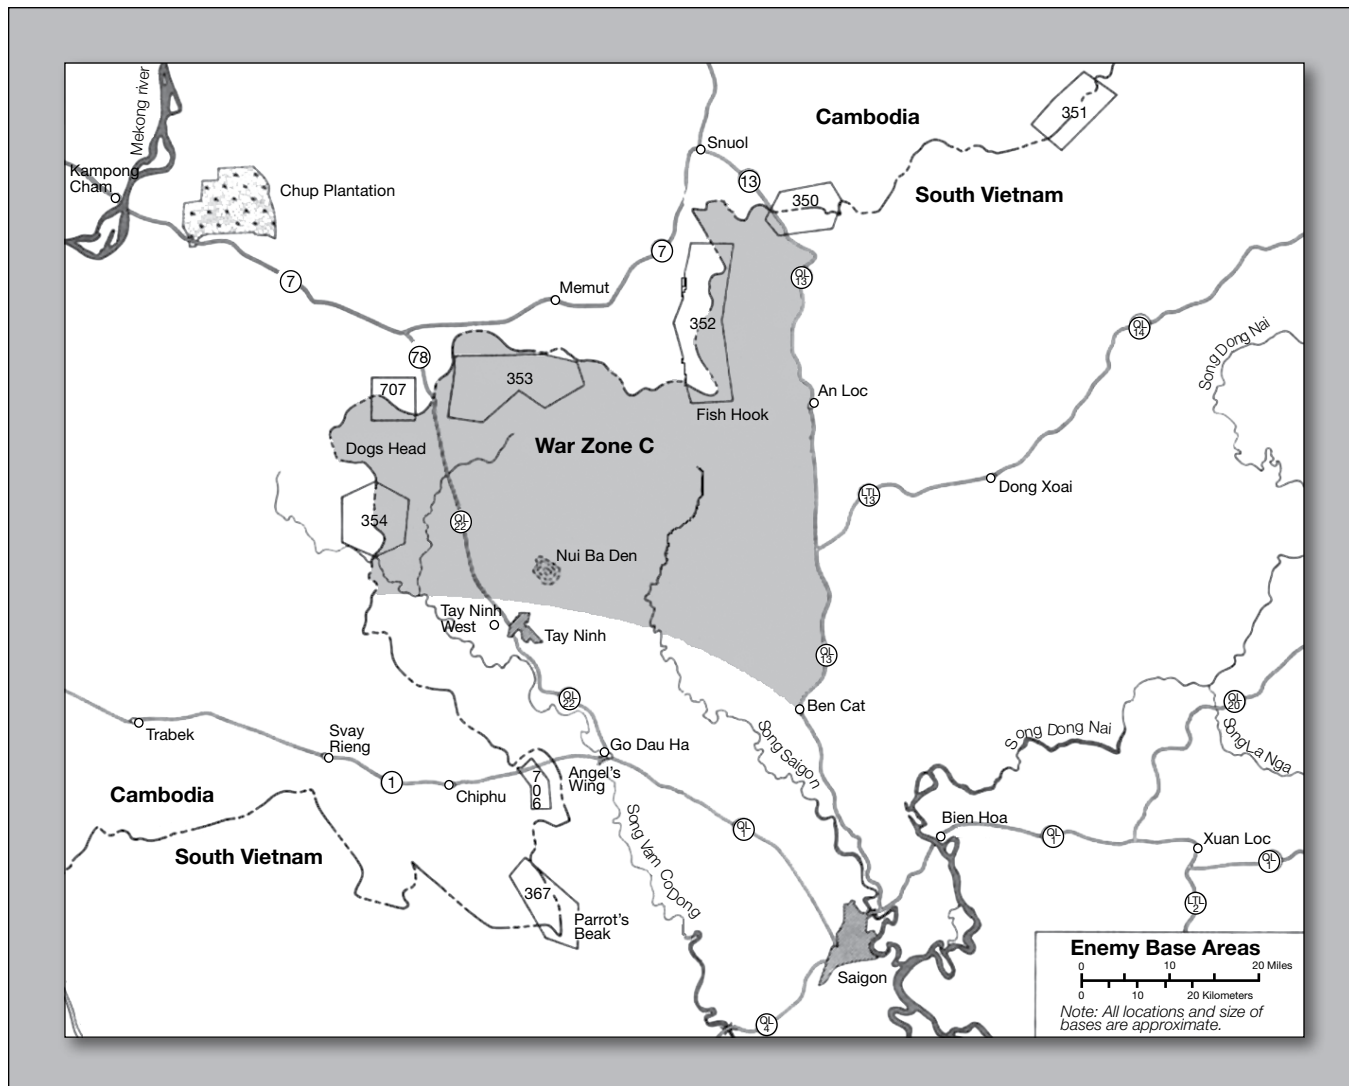 Mekong river
Cambodia
351
Snuol
Kampong
Cham
13
Chup Plantation
350
South Vietnam
7
7
QL
13
Memut
352
QL
14
Song Dong Nai
78
353
707
An Loc
Fish Hook
Dogs Head
War Zone C
Dong Xoai
LTL
13
354
QL
22
Nui Ba Den
Tay Ninh
West
Tay Ninh
QL
13
QL
22
Ben Cat
QL
20
Trabek
Svay
Rieng
Song Saigon
Song Dong Nai
Song La Nga
Go Dau Ha
1
Chiphu
7
0
6
Angel's
Wing
Cambodia
Song Vam CoDong
QL
1
Bien Hoa
QL
1
Xuan Loc
South Vietnam
QL
1
367
LTL
2
Parrot's
Beak
Saigon
QL
4
Enemy Base Areas
0 10 20 Miles
0 10 20 Kilometers
Note: All locations and size of
bases are approximate.